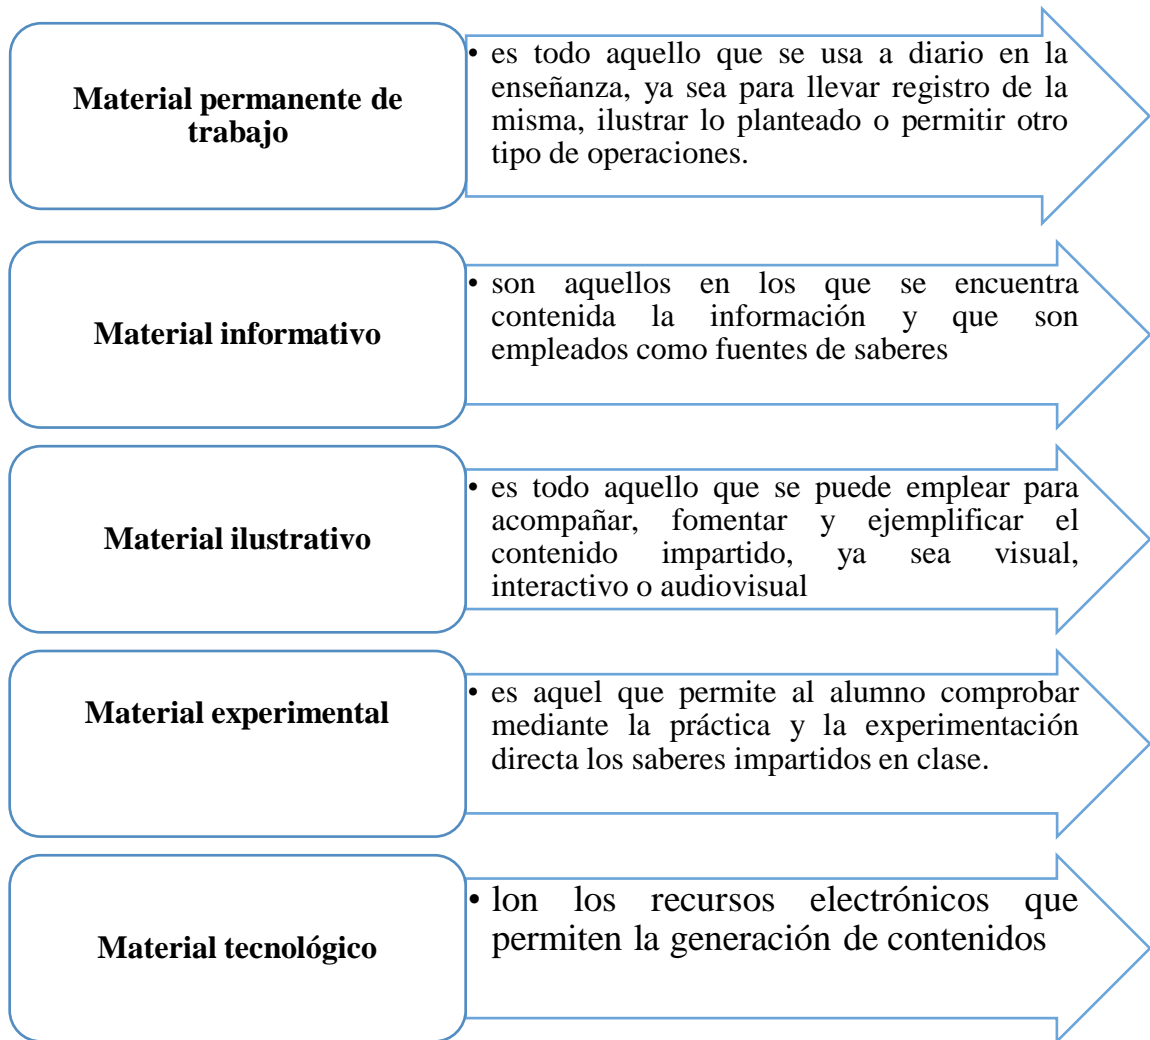 Material permanente de
trabajo
• es todo aquello que se usa a diario en la
enseñanza, ya sea para llevar registro de la
misma, ilustrar lo planteado o permitir otro
tipo de operaciones.
Material informativo
• son aquellos en los que se encuentra
contenida la información y que son
empleados como fuentes de saberes
Material ilustrativo
• es todo aquello que se puede emplear para
acompañar, fomentar y ejemplificar el
contenido impartido, ya sea visual,
interactivo o audiovisual
Material experimental
• es aquel que permite al alumno comprobar
mediante la práctica y la experimentación
directa los saberes impartidos en clase.
Material tecnológico
• lon los recursos electrónicos que
permiten la generación de contenidos